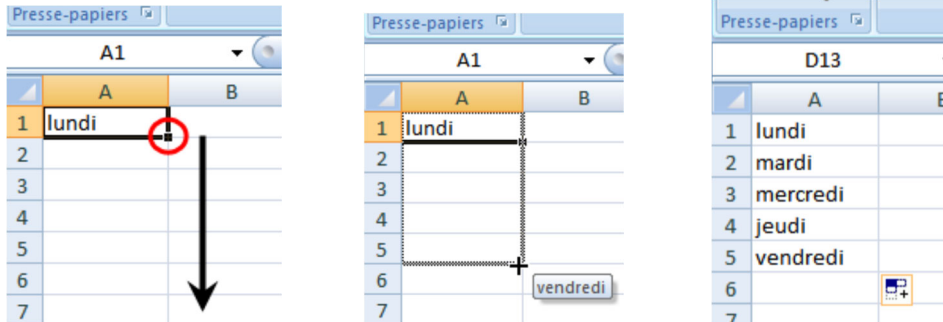 Presse-papiers
A1
A B
1 lundi
2
3
4
5
6
7
Presse-papiers
A1
A B
1 lundi
2
3
4
5
6
7
vendredi
Presse-papiers
D13
A
1 lundi
2 mardi
3 mercredi
4 jeudi
5 vendredi
6
7